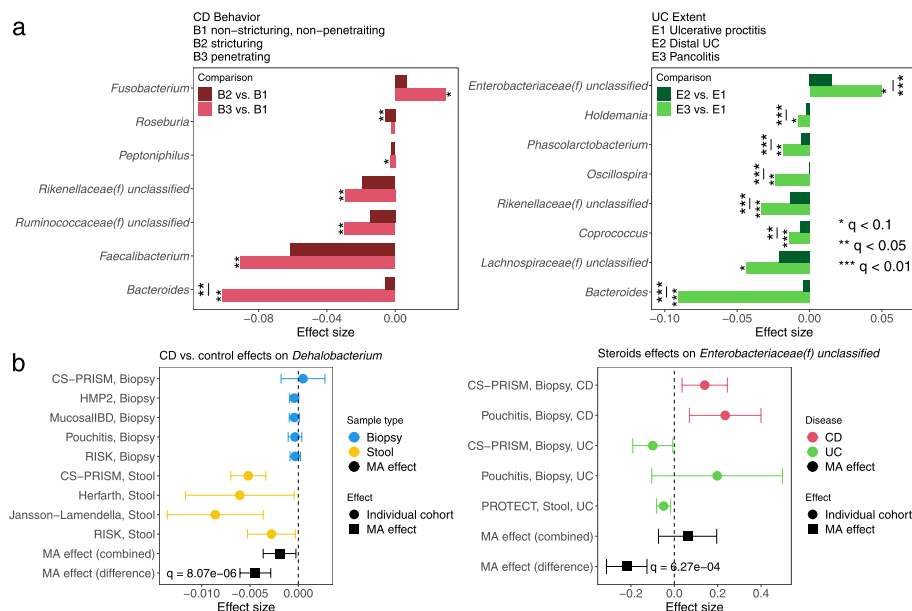 a
CD Behavior
B1 non-stricturing, non-penetraiting
B2 stricturing
B3 penetrating
Comparison
B2 vs. B1
B3 vs. B1
Fusobacterium
*
Roseburia
**
Peptoniphilus
*
Rikenellaceae(f) unclassified
**
Ruminococcaceae(f) unclassified
**
Faecalibacterium
**
Bacteroides
**
**
−0.08
−0.04
0.00
Effect size
UC Extent
E1 Ulcerative proctitis
E2 Distal UC
E3 Pancolitis
Comparison
E2 vs. E1
E3 vs. E1
Enterobacteriaceae(f) unclassified
*
***
Holdemania
***
*
Phascolarctobacterium
***
**
Oscillospira
***
**
Rikenellaceae(f) unclassified
***
***
Coprococcus
**
***
Lachnospiraceae(f) unclassified
*
Bacteroides
***
***
* q < 0.1
** q < 0.05
*** q < 0.01
−0.10
−0.05
0.00
0.05
Effect size
b
CD vs. control effects on Dehalobacterium
CS−PRISM, Biopsy
HMP2, Biopsy
MucosalIBD, Biopsy
Pouchitis, Biopsy
RISK, Biopsy
CS−PRISM, Stool
Herfarth, Stool
Jansson−Lamendella, Stool
RISK, Stool
MA effect (combined)
MA effect (difference)
q = 8.07e−06
−0.010
−0.005
0.000
Effect size
Sample type
Biopsy
Stool
MA effect
Effect
Individual cohort
MA effect
Steroids effects on Enterobacteriaceae(f) unclassified
CS−PRISM, Biopsy, CD
Pouchitis, Biopsy, CD
CS−PRISM, Biopsy, UC
Pouchitis, Biopsy, UC
PROTECT, Stool, UC
MA effect (combined)
MA effect (difference)
q = 6.27e−04
−0.2
0.0
0.2
0.4
Effect size
Disease
CD
UC
MA effect
Effect
Individual cohort
MA effect